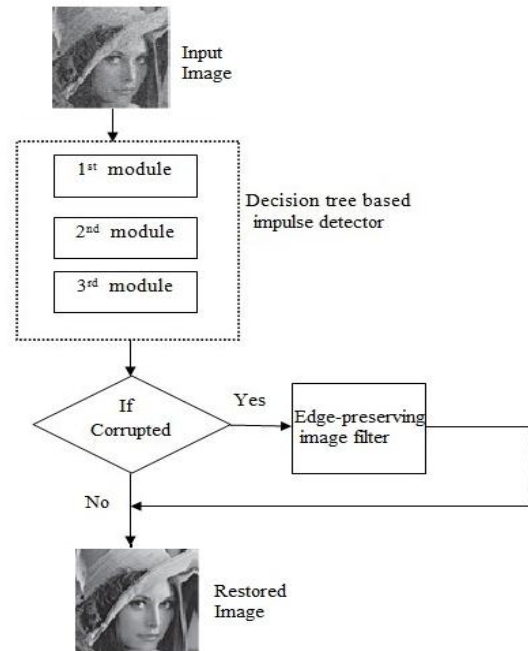 Input
Image
1st module
Decision tree based
impulse detector
2nd module
3rd module
If
Corrupted
Yes
Edge-preserving
image filter
No
Restored
Image